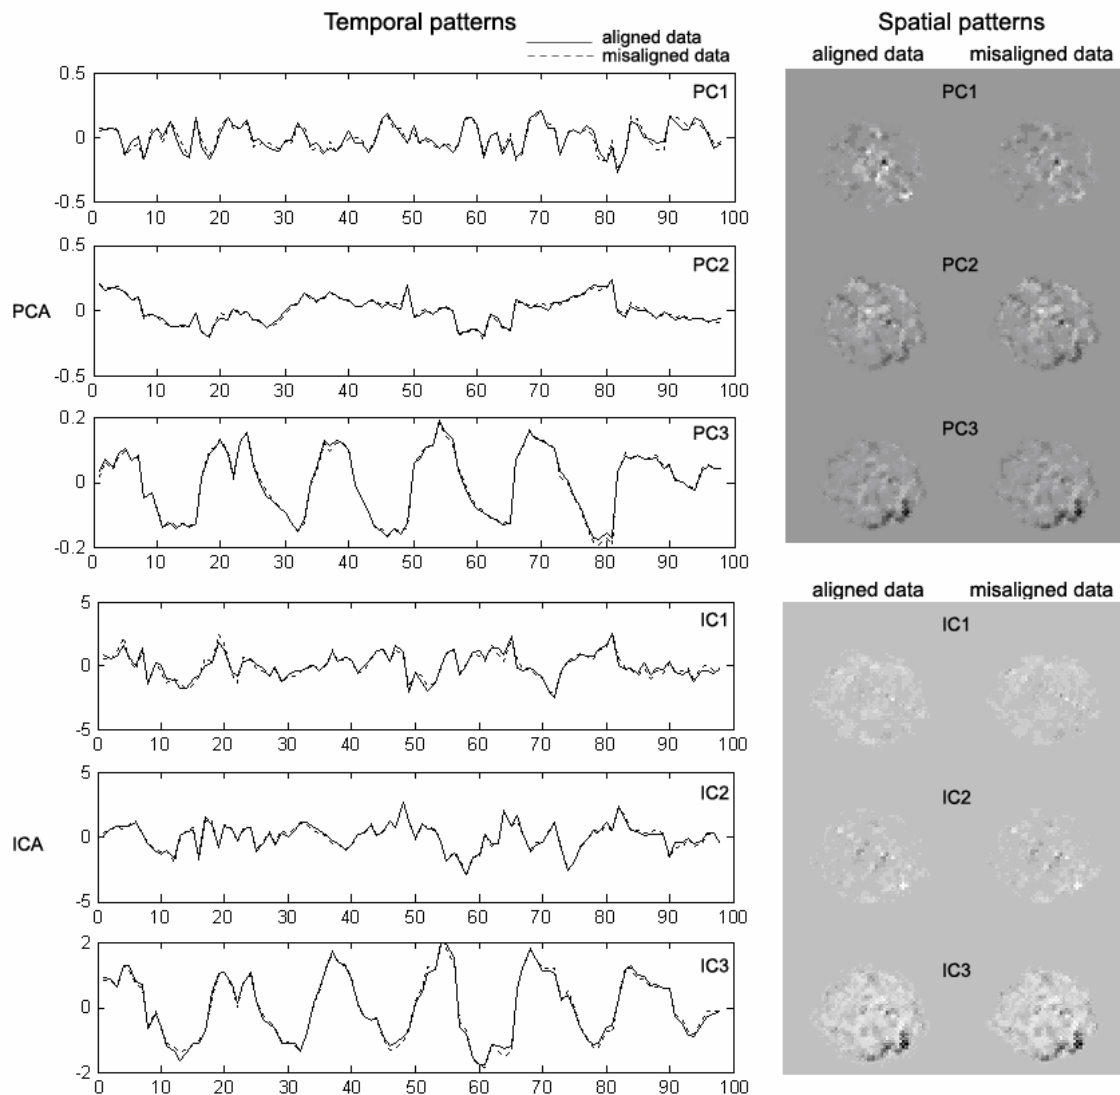 Temporal patterns
Spatial patterns
aligned data
misaligned data
aligned data misaligned data
0.5
0
-0.5
PC1
0 10 20 30 40 50 60 70 80 90 100
PC1
PCA
0.5
0
-0.5
PC2
0 10 20 30 40 50 60 70 80 90 100
PC2
0.2
0
-0.2
PC3
0 10 20 30 40 50 60 70 80 90 100
PC3
aligned data misaligned data
5
0
-5
IC1
0 10 20 30 40 50 60 70 80 90 100
IC1
ICA
5
0
-5
IC2
0 10 20 30 40 50 60 70 80 90 100
IC2
2
0
-2
IC3
0 10 20 30 40 50 60 70 80 90 100
IC3